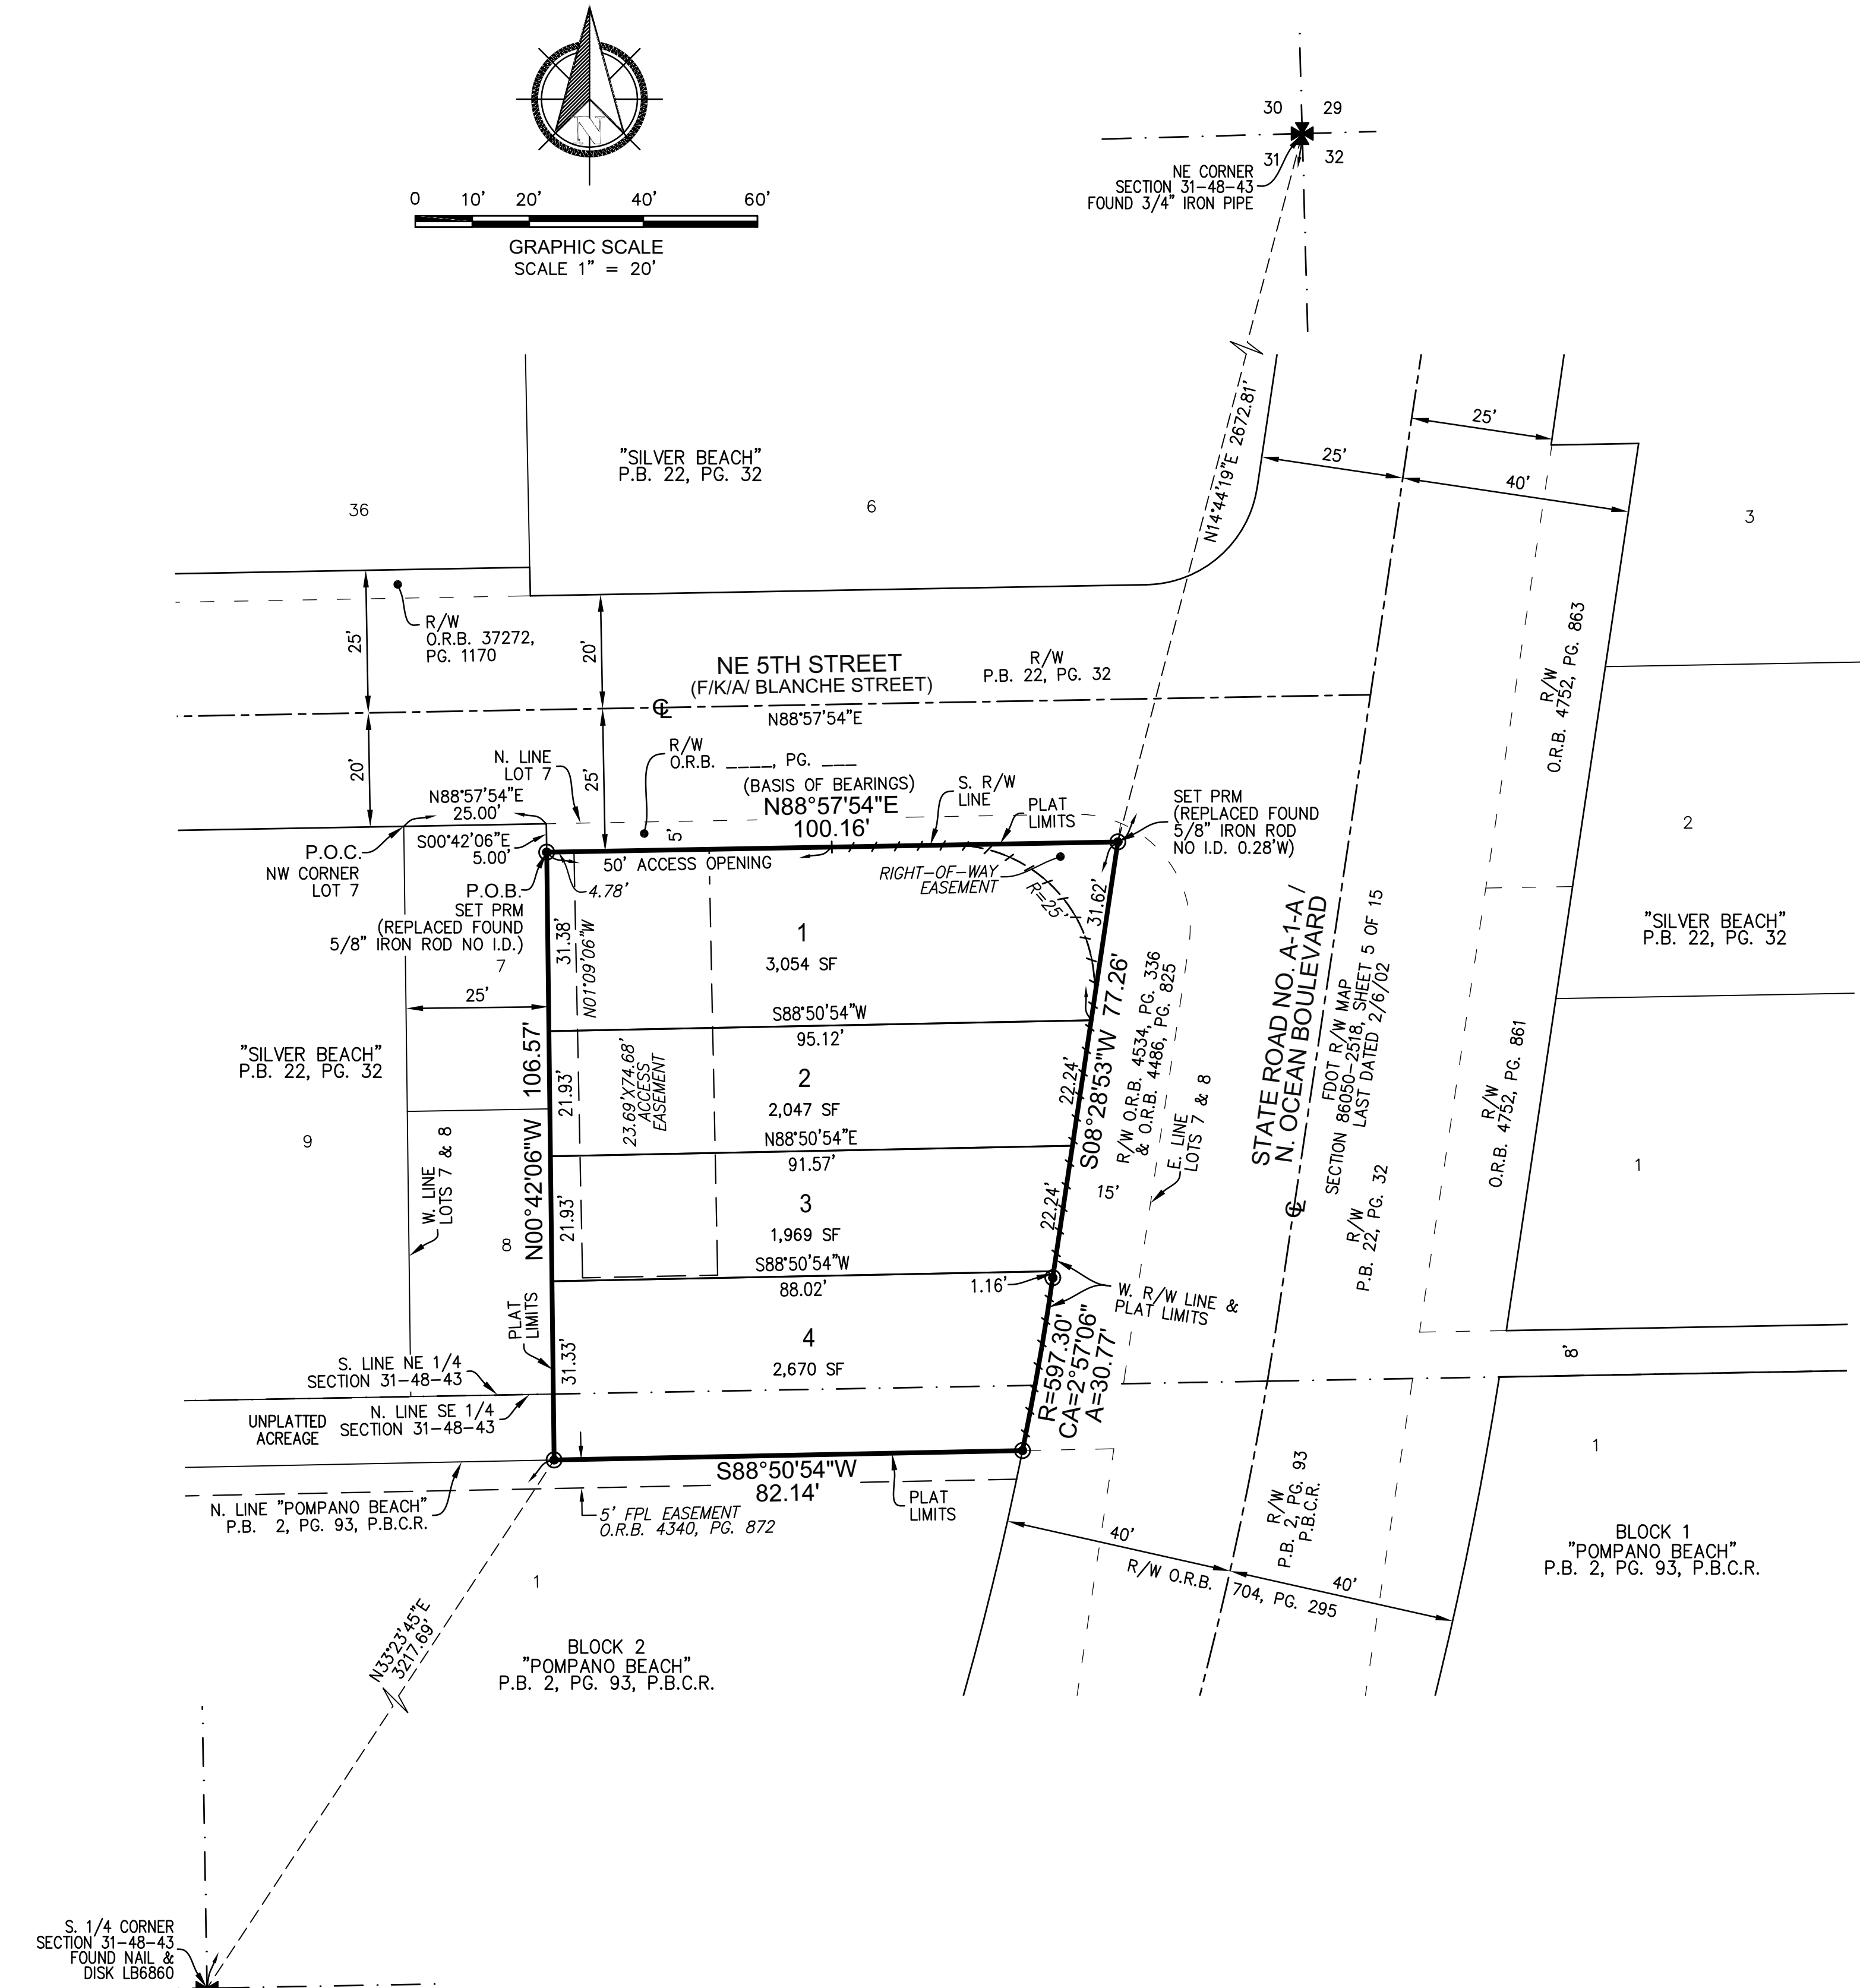 N
0 10' 20' 40' 60'
GRAPHIC SCALE
SCALE 1" = 20'
30 29
31 32
NE CORNER
SECTION 31-48-43
FOUND 3/4" IRON PIPE
N14°44'19"E 2672.81'
25'
25'
40'
"SILVER BEACH"
P.B. 22, PG. 32
36
6
3
R/W
O.R.B. 37272,
PG. 1170
25'
20'
NE 5TH STREET
(F/K/A/ BLANCHE STREET)
R/W
P.B. 22, PG. 32
R/W
O.R.B. 4752, PG. 863
C̲L̲
N88°57'54"E
20'
25'
N. LINE
LOT 7
R/W
O.R.B. ____, PG. ___
(BASIS OF BEARINGS)
N88°57'54"E
100.16'
S. R/W
LINE
PLAT
LIMITS
SET PRM
(REPLACED FOUND
5/8" IRON ROD
NO I.D. 0.28'W)
N88°57'54"E
25.00'
S00°42'06"E
5.00'
5'
P.O.C.
NW CORNER
LOT 7
50' ACCESS OPENING
RIGHT-OF-WAY
EASEMENT
R=25'
31.62'
P.O.B.
4.78'
SET PRM
(REPLACED FOUND
5/8" IRON ROD NO I.D.)
7
25'
31.38'
N01°09'06"W
1
3,054 SF
S88°50'54"W
95.12'
2
2,047 SF
N88°50'54"E
91.57'
3
1,969 SF
S88°50'54"W
88.02'
4
2,670 SF
23.69'X74.68'
ACCESS
EASEMENT
21.93'
21.93'
31.33'
N00°42'06"W 106.57'
22.24'
22.24'
1.16'
S08°28'53"W 77.26'
R/W O.R.B. 4534, PG. 336
& O.R.B. 4486, PG. 825
15'
E. LINE
LOTS 7 & 8
STATE ROAD NO. A-1-A/
N. OCEAN BOULEVARD
FDOT R/W MAP
SECTION 86050-2518, SHEET 5 OF 15
LAST DATED 2/6/02
C̲L̲
R/W
P.B. 22, PG. 32
2
"SILVER BEACH"
P.B. 22, PG. 32
R/W
O.R.B. 4752, PG. 861
1
8'
"SILVER BEACH"
P.B. 22, PG. 32
9
W. LINE
LOTS 7 & 8
8
PLAT
LIMITS
W. R/W LINE &
PLAT LIMITS
R=597.30'
CA=2°57'06"
A=30.77'
S. LINE NE 1/4
SECTION 31-48-43
N. LINE SE 1/4
SECTION 31-48-43
UNPLATTED
ACREAGE
S88°50'54"W
82.14'
PLAT
LIMITS
N. LINE "POMPANO BEACH"
P.B. 2, PG. 93, P.B.C.R.
5' FPL EASEMENT
O.R.B. 4340, PG. 872
1
R/W
P.B. 2, PG. 93
P.B.C.R.
40'
40'
R/W O.R.B. 704, PG. 295
1
BLOCK 1
"POMPANO BEACH"
P.B. 2, PG. 93, P.B.C.R.
BLOCK 2
"POMPANO BEACH"
P.B. 2, PG. 93, P.B.C.R.
N33°23'45"E
3217.69'
S. 1/4 CORNER
SECTION 31-48-43
FOUND NAIL &
DISK LB6860